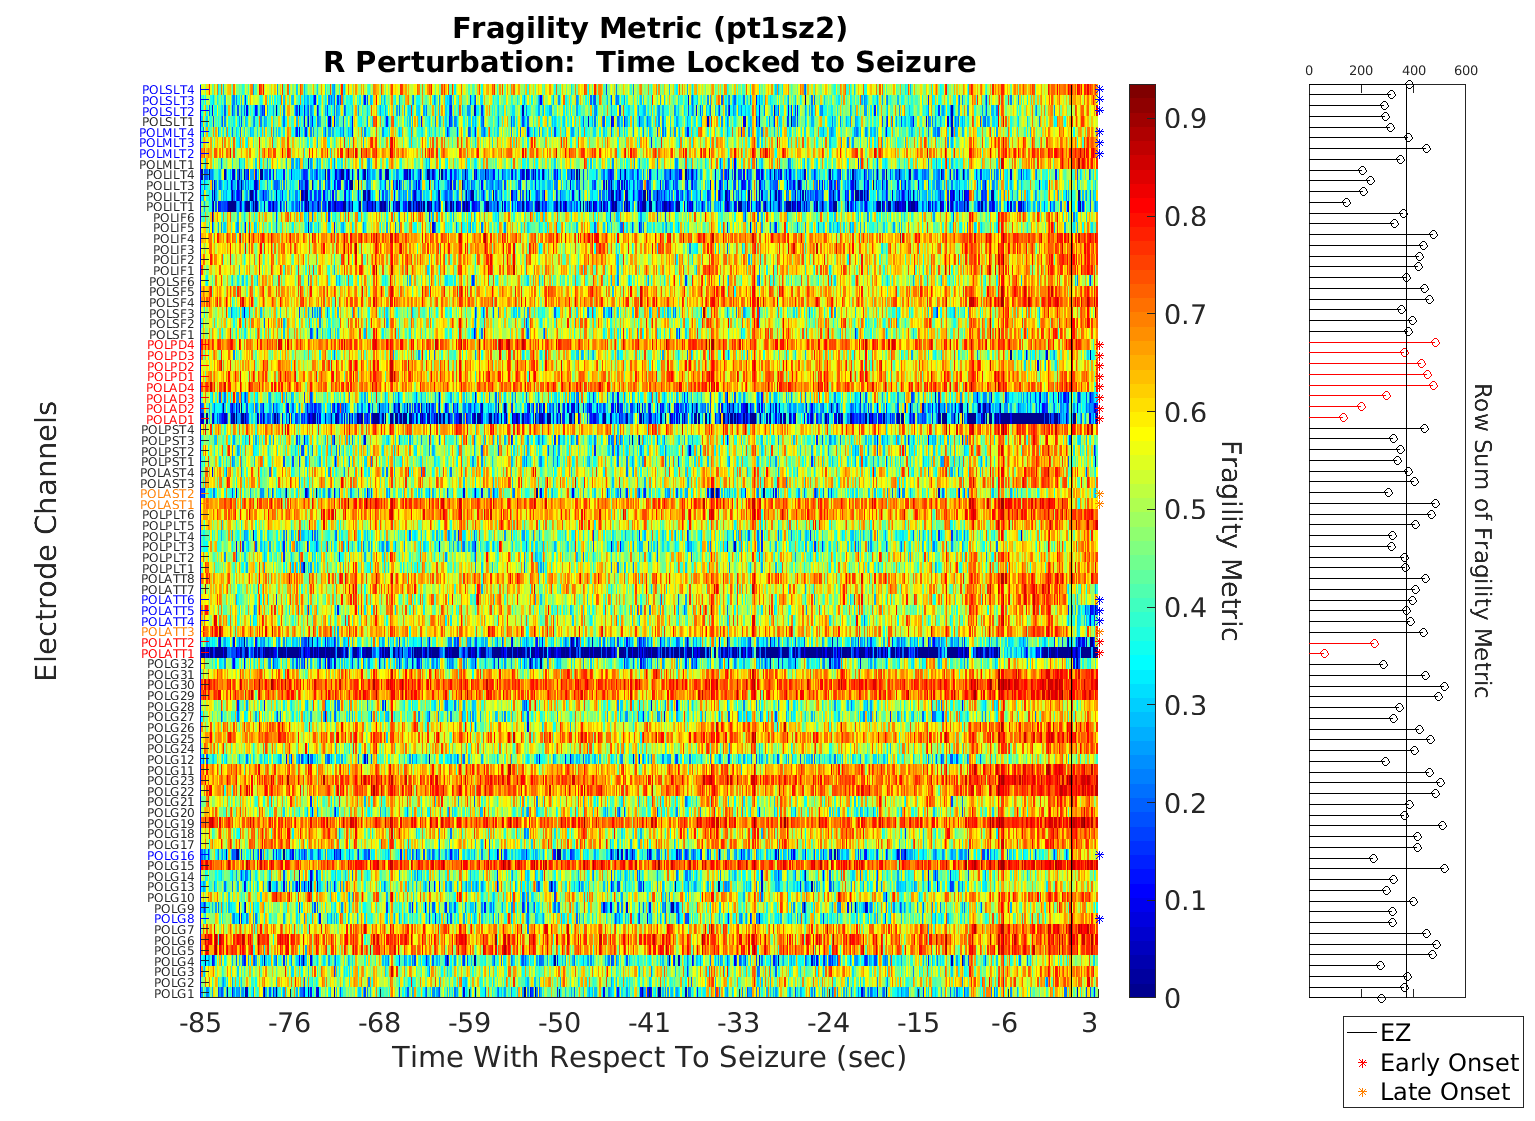 Fragility Metric (pt1sz2)
R Perturbation:  Time Locked to Seizure
Electrode Channels
POLSLT4
POLSLT3
POLSLT2
POLSLT1
POLMLT4
POLMLT3
POLMLT2
POLMLT1
POLILT4
POLILT3
POLILT2
POLILT1
POLIF6
POLIF5
POLIF4
POLIF3
POLIF2
POLIF1
POLSF6
POLSF5
POLSF4
POLSF3
POLSF2
POLSF1
POLPD4
POLPD3
POLPD2
POLPD1
POLAD4
POLAD3
POLAD2
POLAD1
POLPST4
POLPST3
POLPST2
POLPST1
POLAST4
POLAST3
POLAST2
POLAST1
POLPLT6
POLPLT5
POLPLT4
POLPLT3
POLPLT2
POLPLT1
POLATT8
POLATT7
POLATT6
POLATT5
POLATT4
POLATT3
POLATT2
POLATT1
POLG32
POLG31
POLG30
POLG29
POLG28
POLG27
POLG26
POLG25
POLG24
POLG12
POLG11
POLG23
POLG22
POLG21
POLG20
POLG19
POLG18
POLG17
POLG16
POLG15
POLG14
POLG13
POLG10
POLG9
POLG8
POLG7
POLG6
POLG5
POLG4
POLG3
POLG2
POLG1
-85 -76 -68 -59 -50 -41 -33 -24 -15 -6 3
Time With Respect To Seizure (sec)
0.9
0.8
0.7
0.6
0.5
0.4
0.3
0.2
0.1
0
Fragility Metric
0 200 400 600
Row Sum of Fragility Metric
EZ
Early Onset
Late Onset